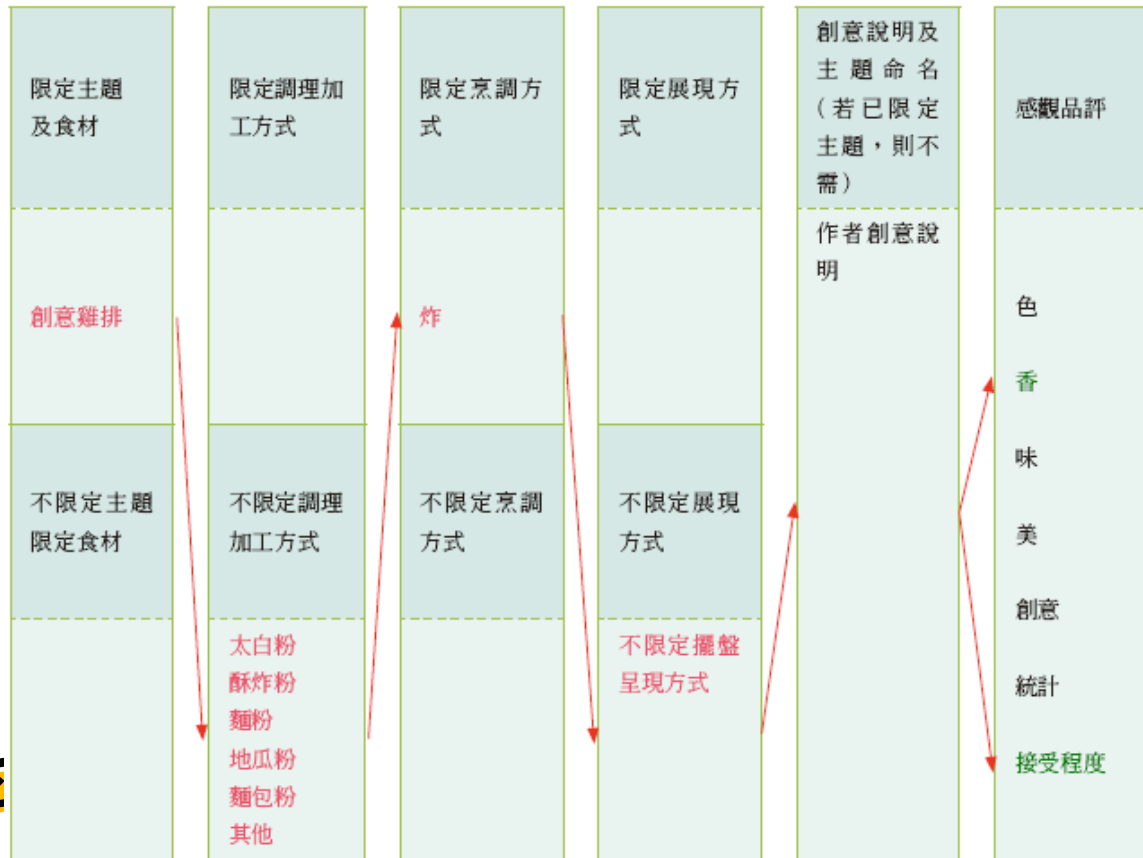 限定主題
及食材
創意雞排
不限定主題
限定食材
限定調理加
工方式
不限定調理
加工方式
太白粉
酥炸粉
麵粉
地瓜粉
麵包粉
其他
限定烹調方
式
炸
不限定烹調
方式
限定展現方
式
不限定展現
方式
不限定擺盤
呈現方式
創意說明及
主題命名
(若已限定
主題，則不
需)
作者創意說
明
感觀品評
色
香
味
美
創意
統計
接受程度